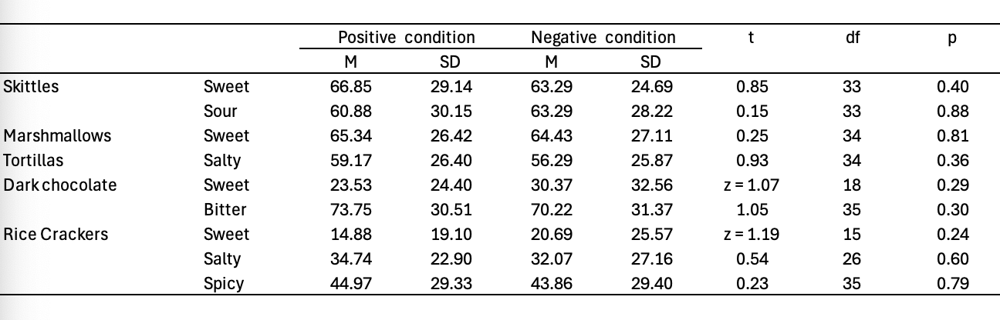 Positive condition Negative condition t df p
M SD M SD
Skittles Sweet 66.85 29.14 63.29 24.69 0.85 33 0.40
Sour 60.88 30.15 63.29 28.22 0.15 33 0.88
Marshmallows Sweet 65.34 26.42 64.43 27.11 0.25 34 0.81
Tortillas Salty 59.17 26.40 56.29 25.87 0.93 34 0.36
Dark chocolate Sweet 23.53 24.40 30.37 32.56 z = 1.07 18 0.29
Bitter 73.75 30.51 70.22 31.37 1.05 35 0.30
Rice Crackers Sweet 14.88 19.10 20.69 25.57 z = 1.19 15 0.24
Salty 34.74 22.90 32.07 27.16 0.54 26 0.60
Spicy 44.97 29.33 43.86 29.40 0.23 35 0.79